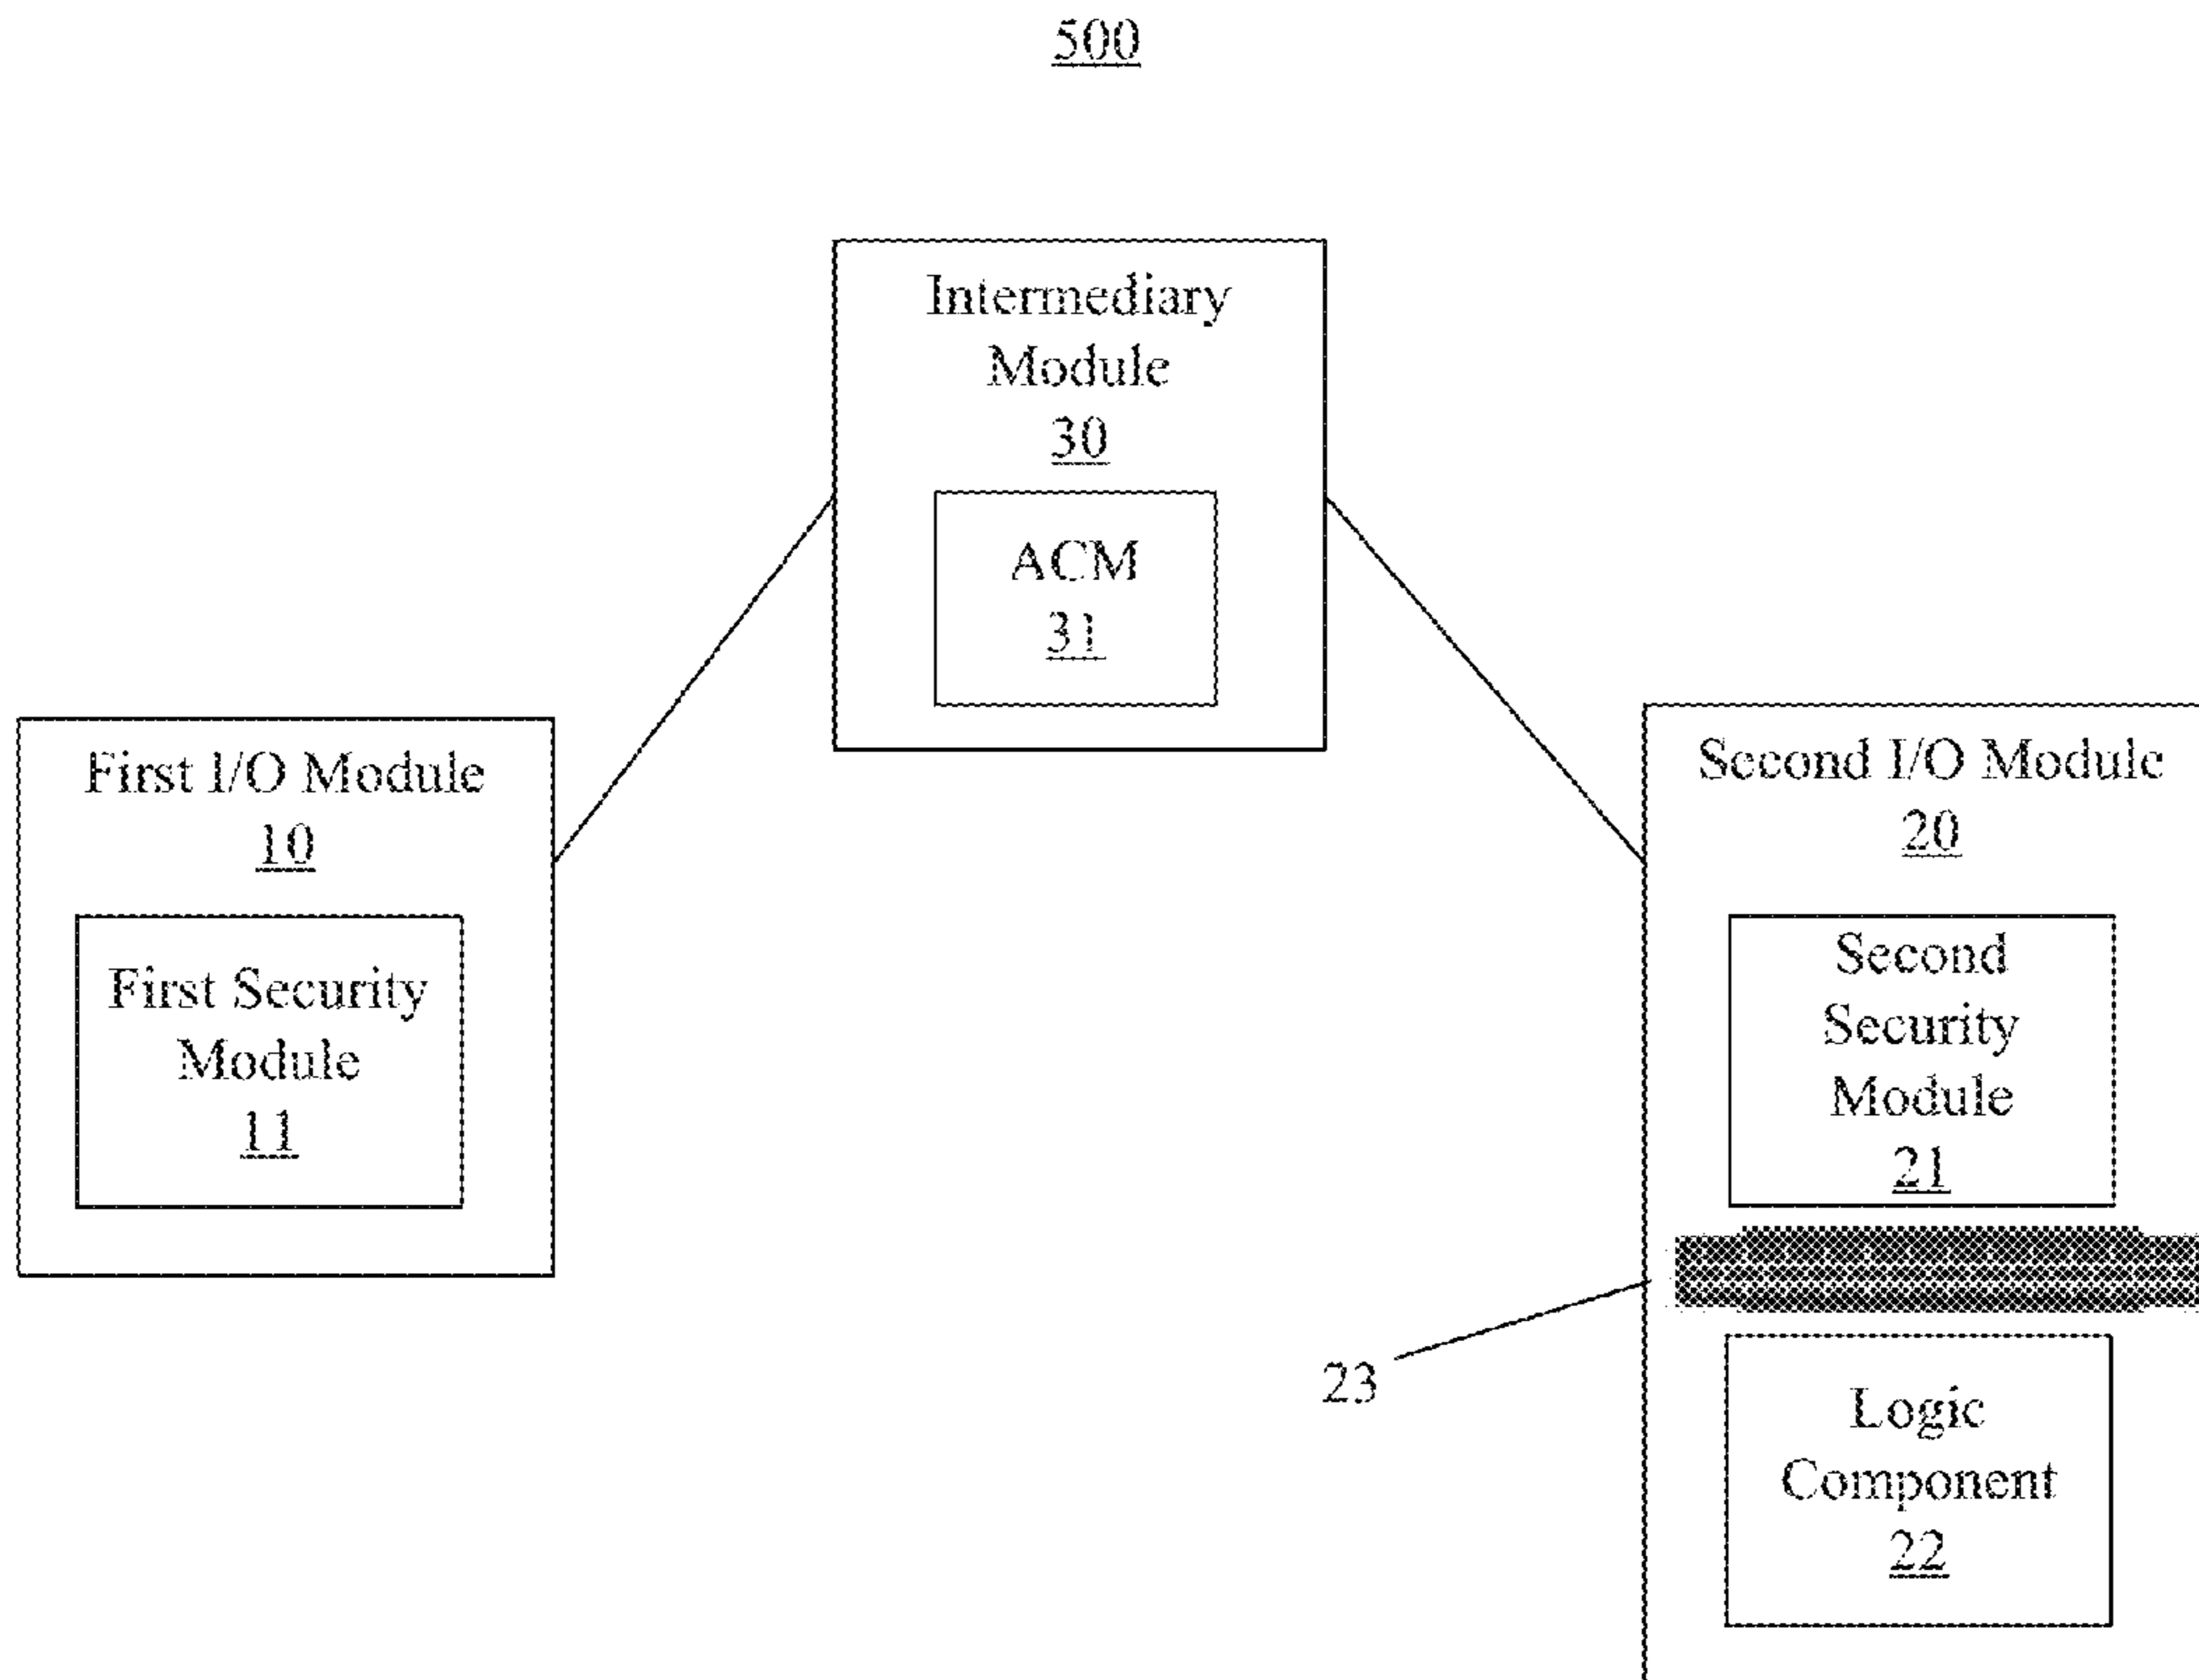 500
Intermediary
Module
30
ACM
31
First I/O Module
10
First Security
Module
11
Second I/O Module
20
Second
Security
Module
21
23
Logic
Component
22